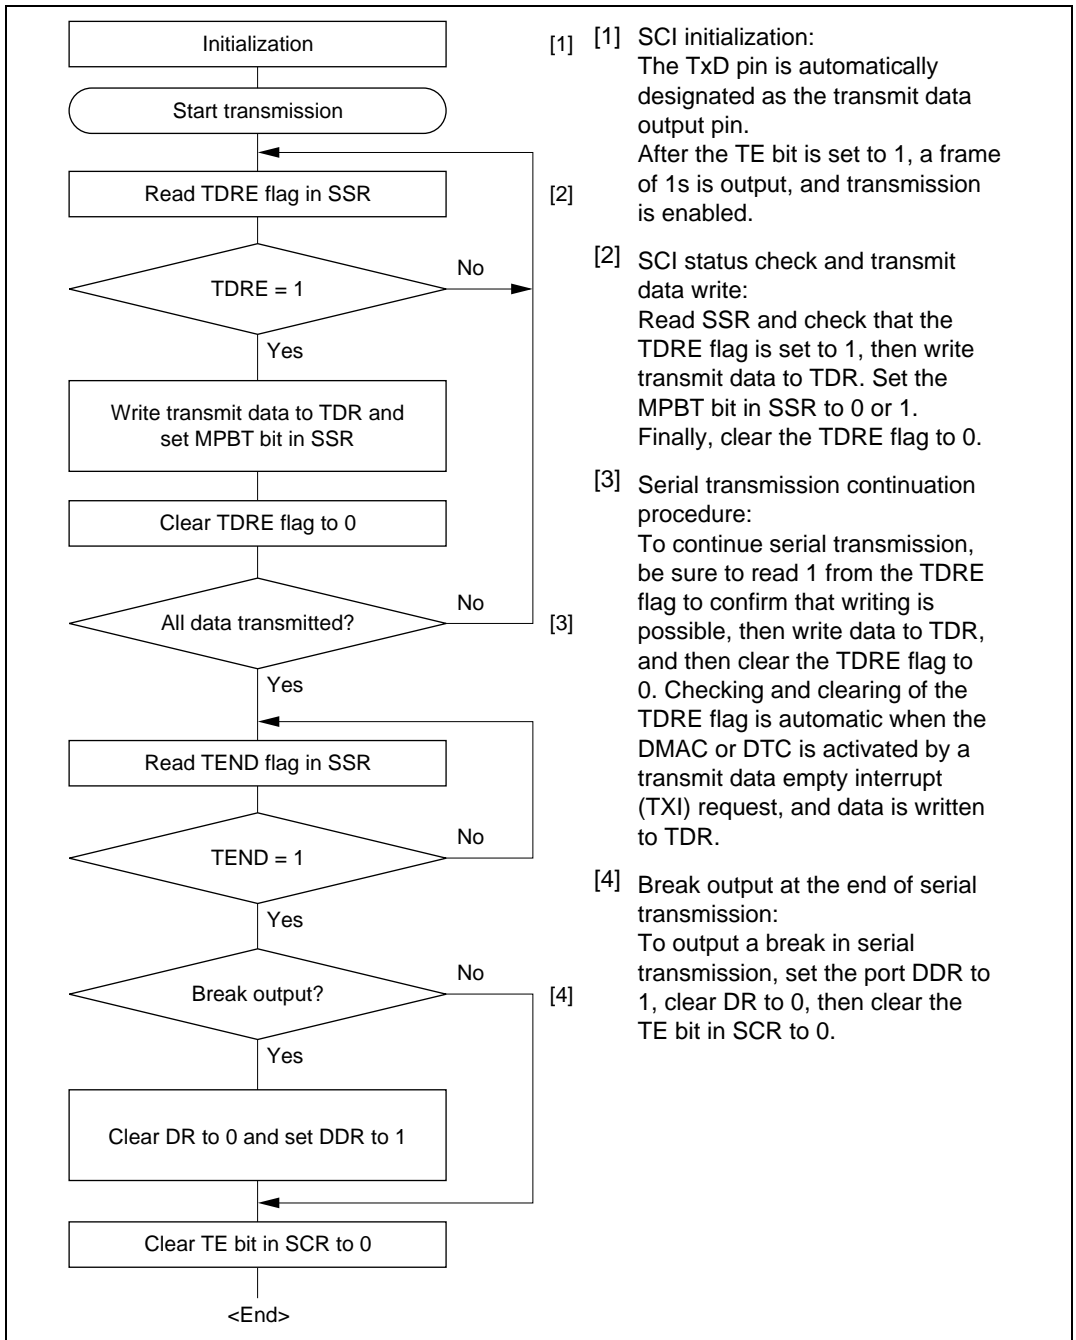 Initialization
[1]
Start transmission
Read TDRE flag in SSR
[2]
TDRE = 1
No
Yes
Write transmit data to TDR and
set MPBT bit in SSR
Clear TDRE flag to 0
All data transmitted?
No
[3]
Yes
Read TEND flag in SSR
TEND = 1
No
Yes
Break output?
No
[4]
Yes
Clear DR to 0 and set DDR to 1
Clear TE bit in SCR to 0
<End>
[1] SCI initialization:
The TxD pin is automatically
designated as the transmit data
output pin.
After the TE bit is set to 1, a frame
of 1s is output, and transmission
is enabled.
[2] SCI status check and transmit
data write:
Read SSR and check that the
TDRE flag is set to 1, then write
transmit data to TDR. Set the
MPBT bit in SSR to 0 or 1.
Finally, clear the TDRE flag to 0.
[3] Serial transmission continuation
procedure:
To continue serial transmission,
be sure to read 1 from the TDRE
flag to confirm that writing is
possible, then write data to TDR,
and then clear the TDRE flag to
0. Checking and clearing of the
TDRE flag is automatic when the
DMAC or DTC is activated by a
transmit data empty interrupt
(TXI) request, and data is written
to TDR.
[4] Break output at the end of serial
transmission:
To output a break in serial
transmission, set the port DDR to
1, clear DR to 0, then clear the
TE bit in SCR to 0.